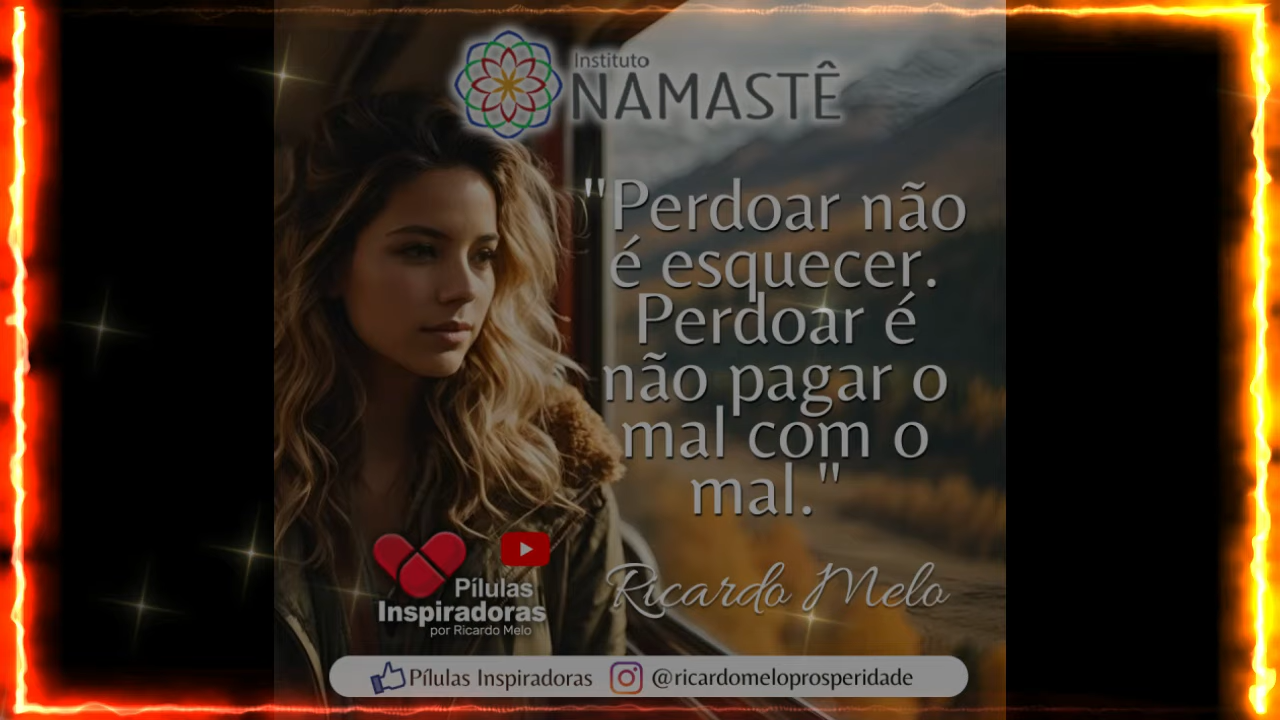 Instituto
NAMASTÊ
"Perdoar não
é esquecer.
Perdoar é
não pagar o
mal com o
mal."
Ricardo Melo
Pílulas
Inspiradoras
por Ricardo Melo
Pílulas Inspiradoras @ricardomeloprosperidade